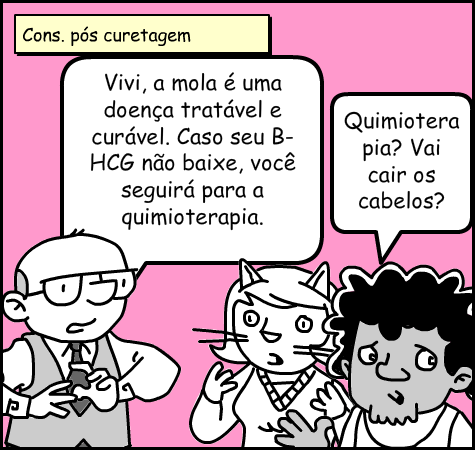 Cons. pós curetagem
Vivi, a mola é uma
doença tratável e
curável. Caso seu B-
HCG não baixe, você
seguirá para a
quimioterapia.
Quimiotera
pia? Vai
cair os
cabelos?